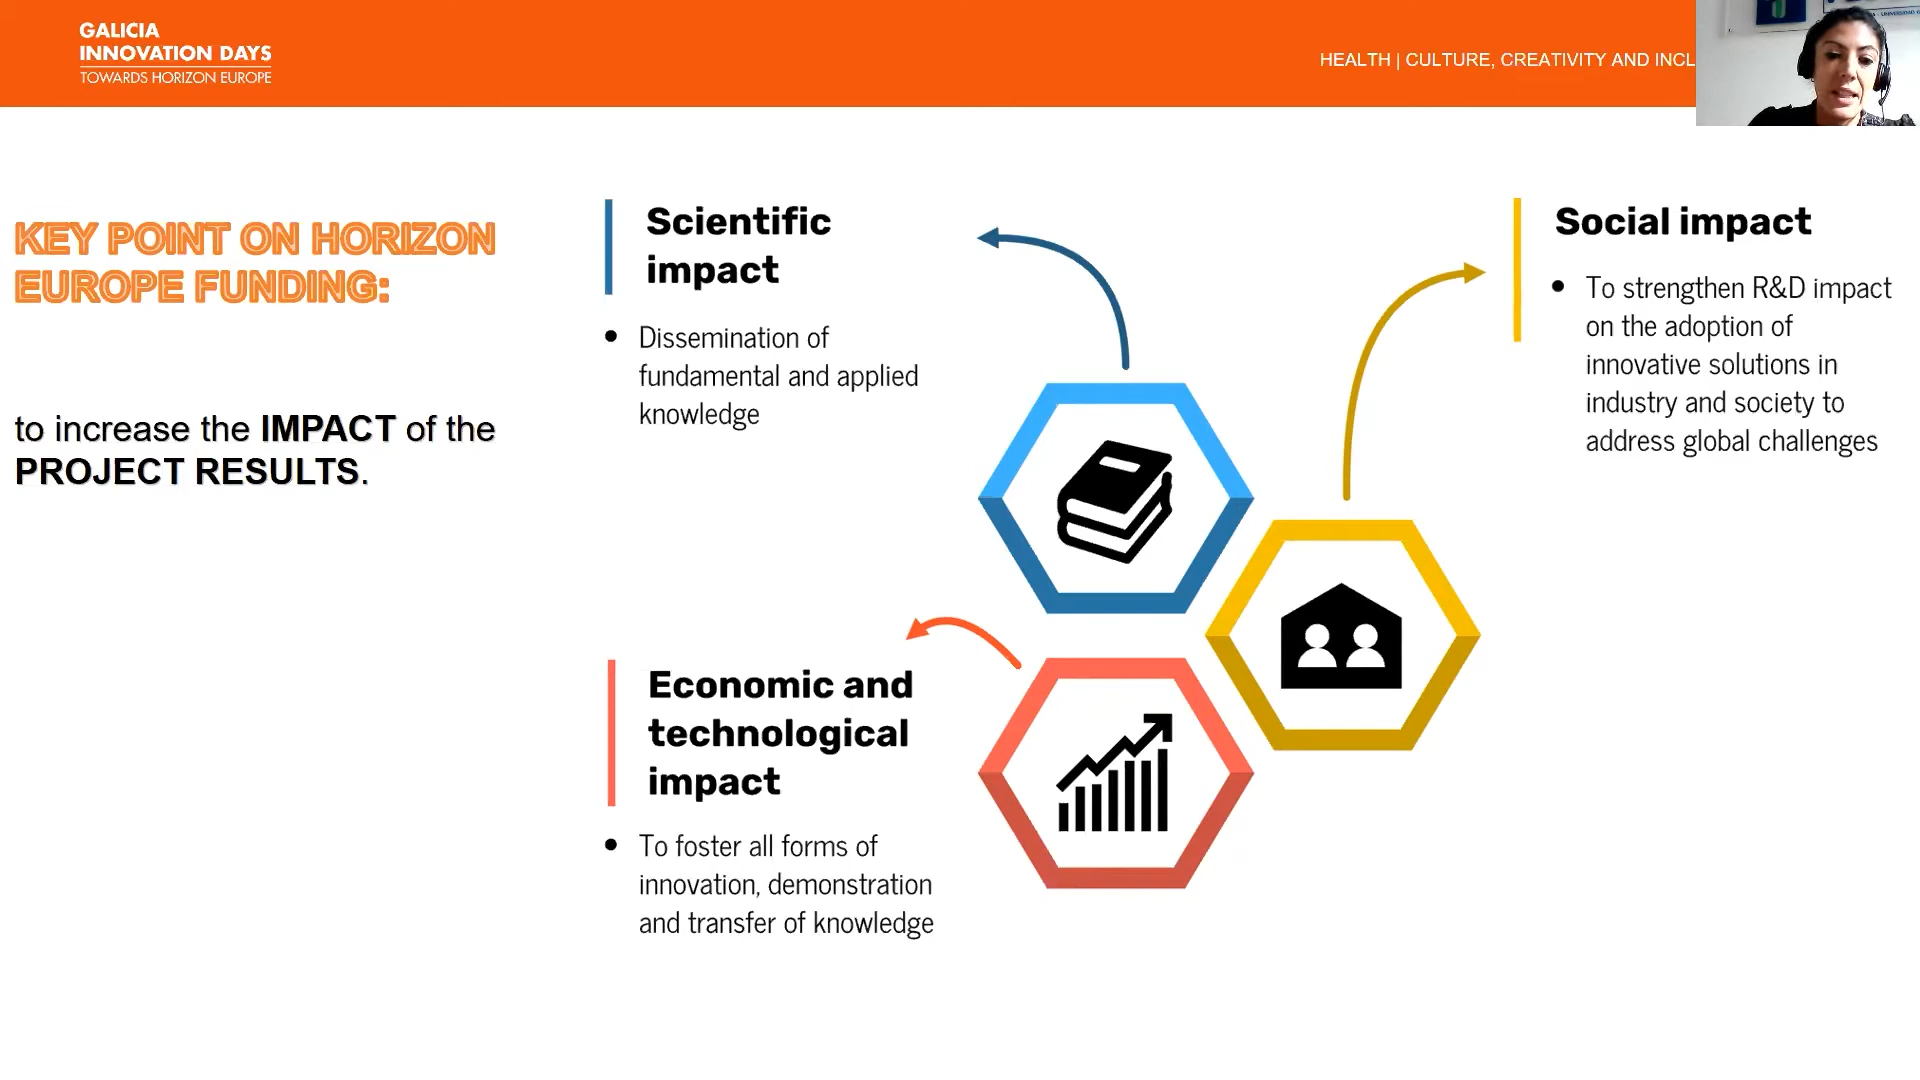 GALICIA
INNOVATION DAYS
TOWARDS HORIZON EUROPE
HEALTH | CULTURE, CREATIVITY AND INCL
KEY POINT ON HORIZON
EUROPE FUNDING:
to increase the IMPACT of the
PROJECT RESULTS.
Scientific
impact
• Dissemination of
fundamental and applied
knowledge
Economic and
technological
impact
• To foster all forms of
innovation, demonstration
and transfer of knowledge
Social impact
• To strengthen R&D impact
on the adoption of
innovative solutions in
industry and society to
address global challenges